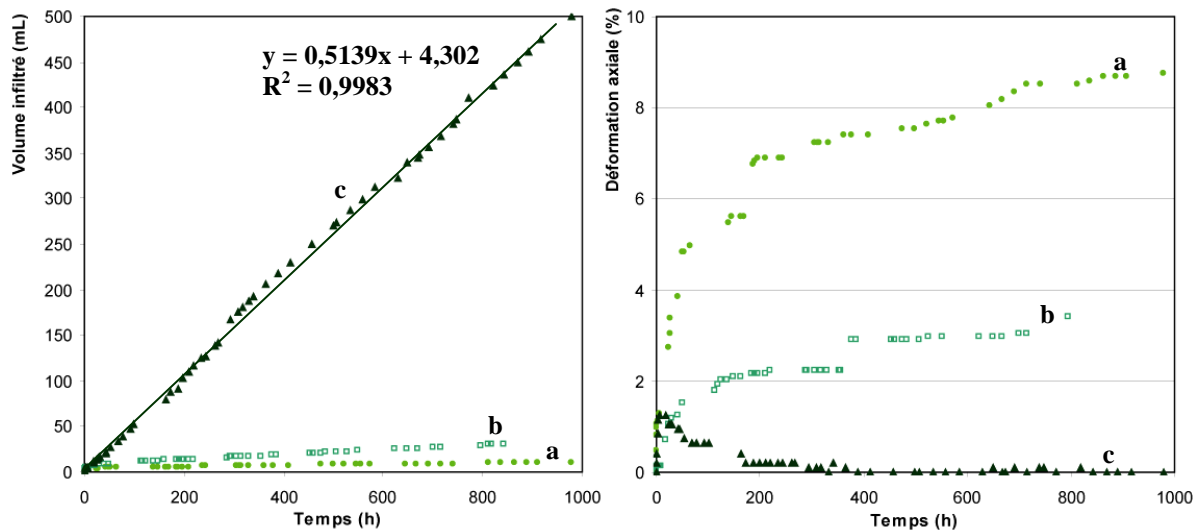 Volume infiltré (mL)
500
450
400
350
300
250
200
150
100
50
0
y = 0,5139x + 4,302
R² = 0,9983
c
b
a
0
200
400
600
800
1000
Temps (h)
Déformation axiale (%)
10
8
6
4
2
0
a
b
c
0
200
400
600
800
1000
Temps (h)